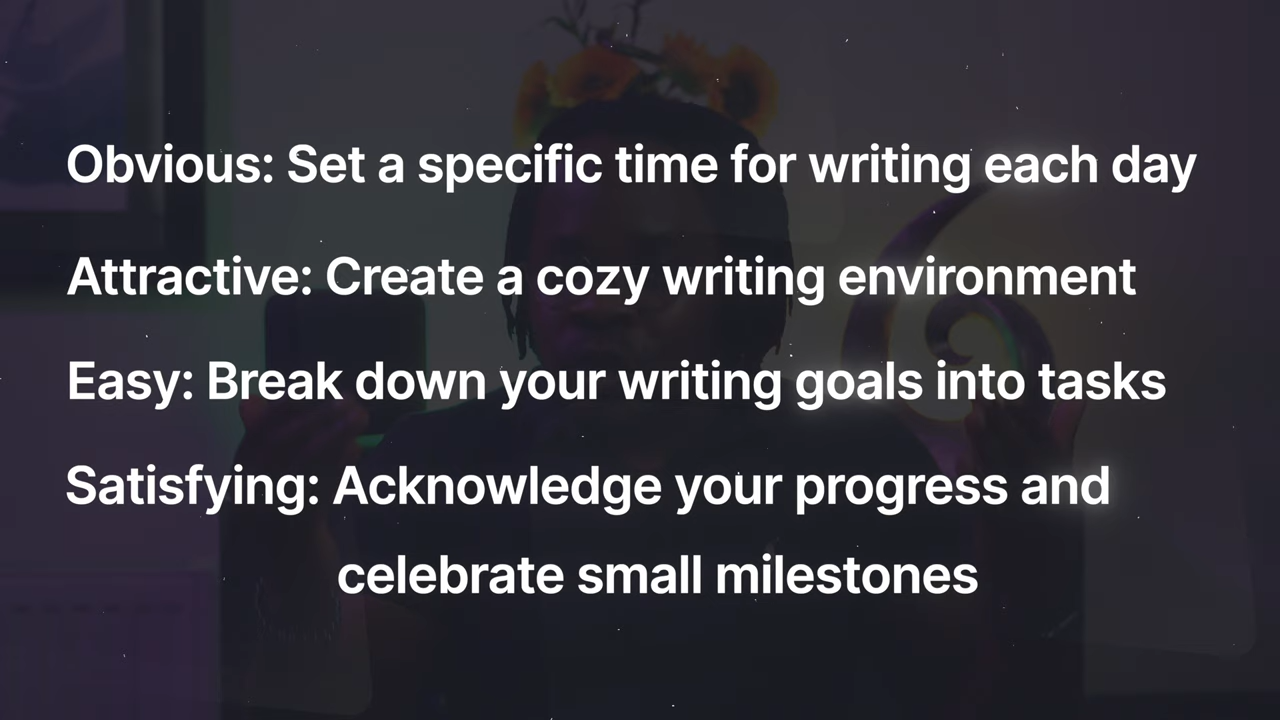 Obvious: Set a specific time for writing each day
Attractive: Create a cozy writing environment
Easy: Break down your writing goals into tasks
Satisfying: Acknowledge your progress and
celebrate small milestones